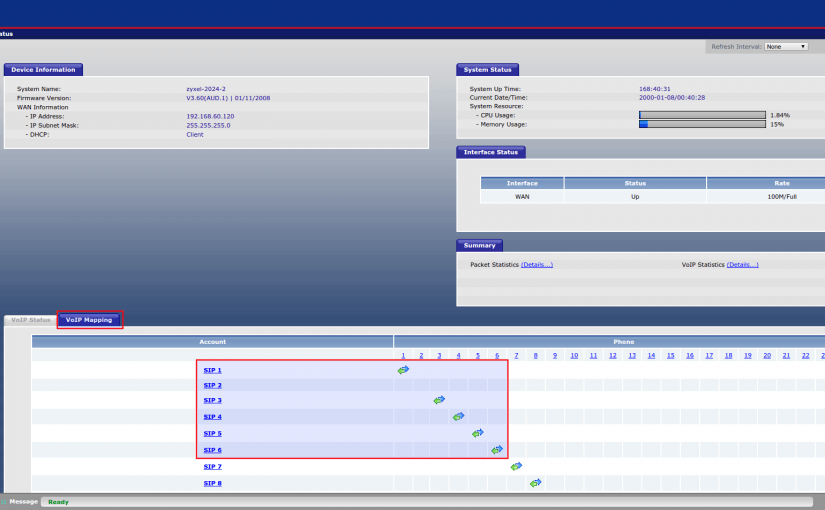 atus
Refresh Interval: None
Device Information
System Name: zyxel-2024-2
Firmware Version: V3.60(AUD.1) | 01/11/2008
WAN Information
- IP Address: 192.168.60.120
- IP Subnet Mask: 255.255.255.0
- DHCP: Client
System Status
System Up Time: 168:40:31
Current Date/Time: 2000-01-08/00:40:28
System Resource:
- CPU Usage: 1.84%
- Memory Usage: 15%
Interface Status
Interface Status Rate
WAN Up 100M/Full
Summary
Packet Statistics (Details...) VoIP Statistics (Details...)
VoIP Status VoIP Mapping
Account Phone
1 2 3 4 5 6 7 8 9 10 11 12 13 14 15 16 17 18 19 20 21 22 2
SIP 1
SIP 2
SIP 3
SIP 4
SIP 5
SIP 6
SIP 7
SIP 8
Message Ready